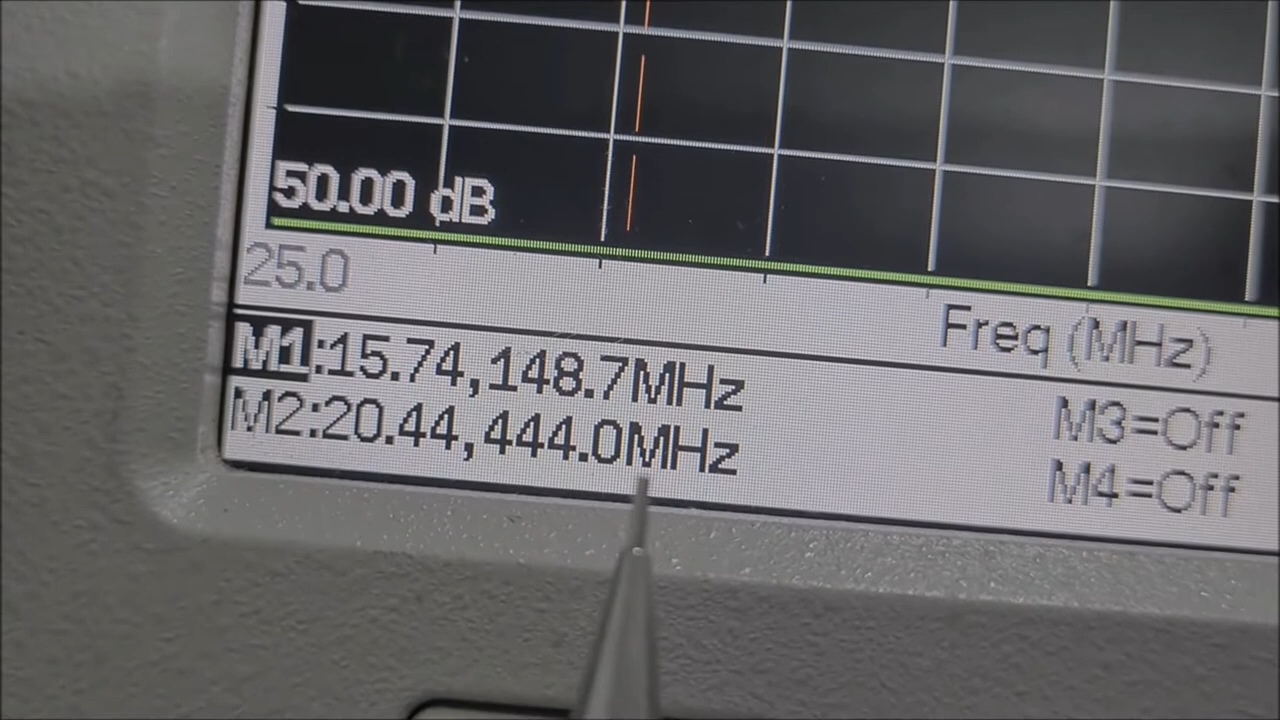 50.00 dB
25.0
Freq (MHz)
M1:15.74,148.7MHz
M2:20.44,444.0MHz
M3=Off
M4=Off